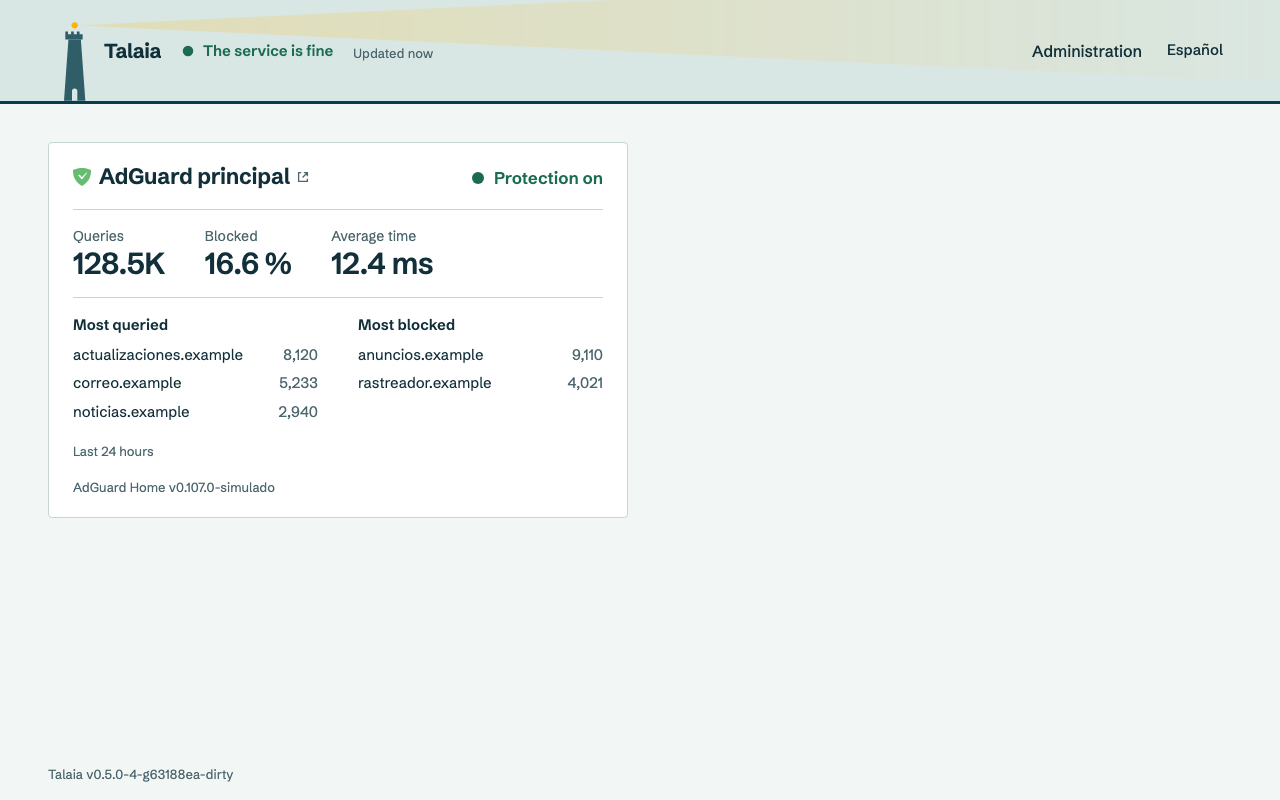 Talaia
The service is fine
Updated now
Administration
Español
AdGuard principal
Protection on
Queries
Blocked
Average time
128.5K
16.6 %
12.4 ms
Most queried
Most blocked
actualizaciones.example 8,120
anuncios.example 9,110
correo.example 5,233
rastreador.example 4,021
noticias.example 2,940
Last 24 hours
AdGuard Home v0.107.0-simulado
Talaia v0.5.0-4-g63188ea-dirty